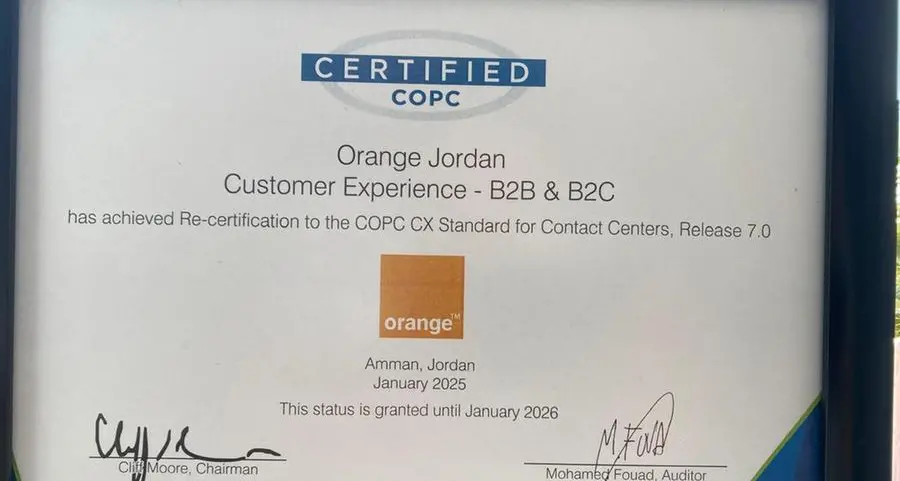 CERTIFIED
COPC
Orange Jordan
Customer Experience - B2B & B2C
has achieved Re-certification to the COPC CX Standard for Contact Centers, Release 7.0
orange™
Amman, Jordan
January 2025
This status is granted until January 2026
Cliff Moore, Chairman
M. Foua
Mohamed Fouad, Auditor